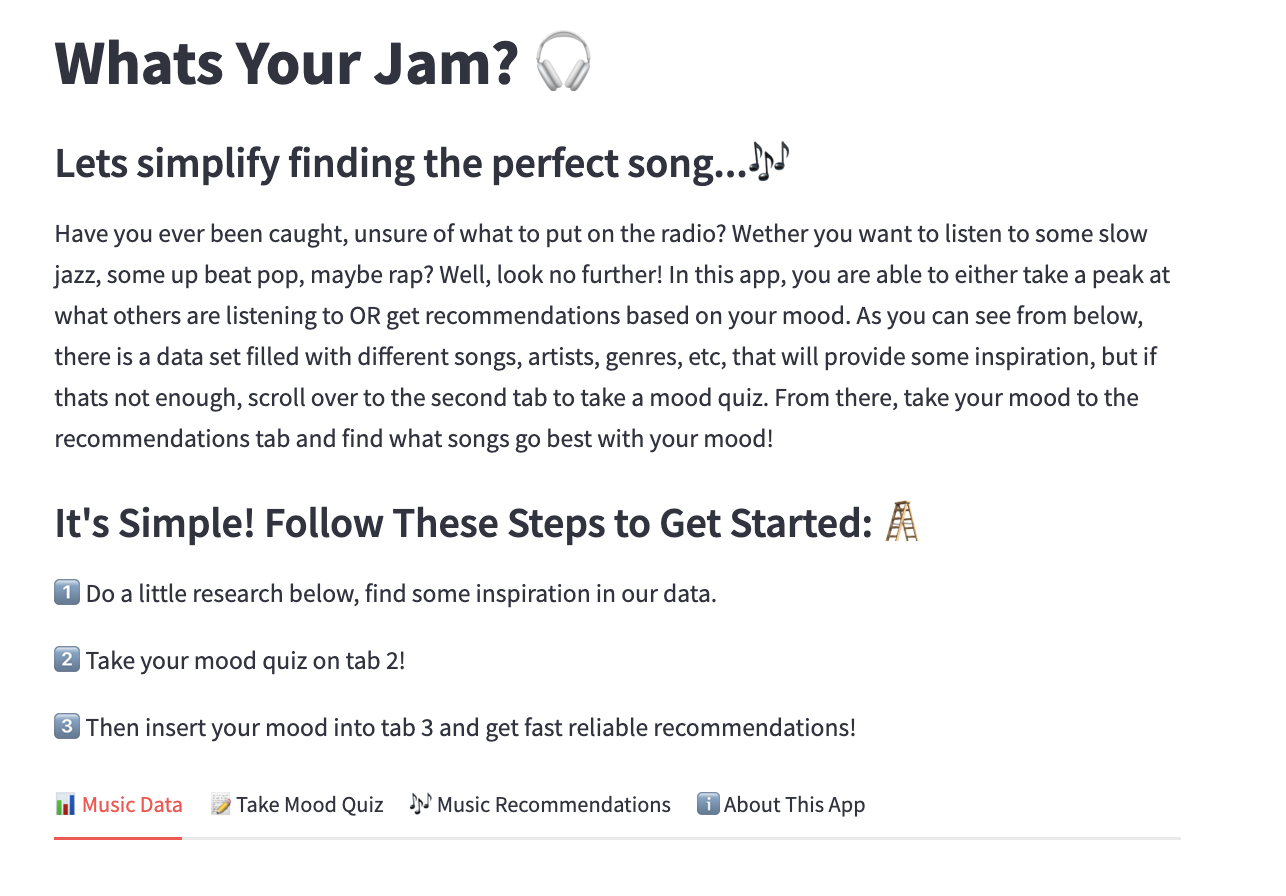 Whats Your Jam? 🎧
Lets simplify finding the perfect song...🎶
Have you ever been caught, unsure of what to put on the radio? Wether you want to listen to some slow
jazz, some up beat pop, maybe rap? Well, look no further! In this app, you are able to either take a peak at
what others are listening to OR get recommendations based on your mood. As you can see from below,
there is a data set filled with different songs, artists, genres, etc, that will provide some inspiration, but if
thats not enough, scroll over to the second tab to take a mood quiz. From there, take your mood to the
recommendations tab and find what songs go best with your mood!
It's Simple! Follow These Steps to Get Started: 🪜
1️⃣ Do a little research below, find some inspiration in our data.
2️⃣ Take your mood quiz on tab 2!
3️⃣ Then insert your mood into tab 3 and get fast reliable recommendations!
📊 Music Data 📝 Take Mood Quiz 🎶 Music Recommendations ℹ️ About This App